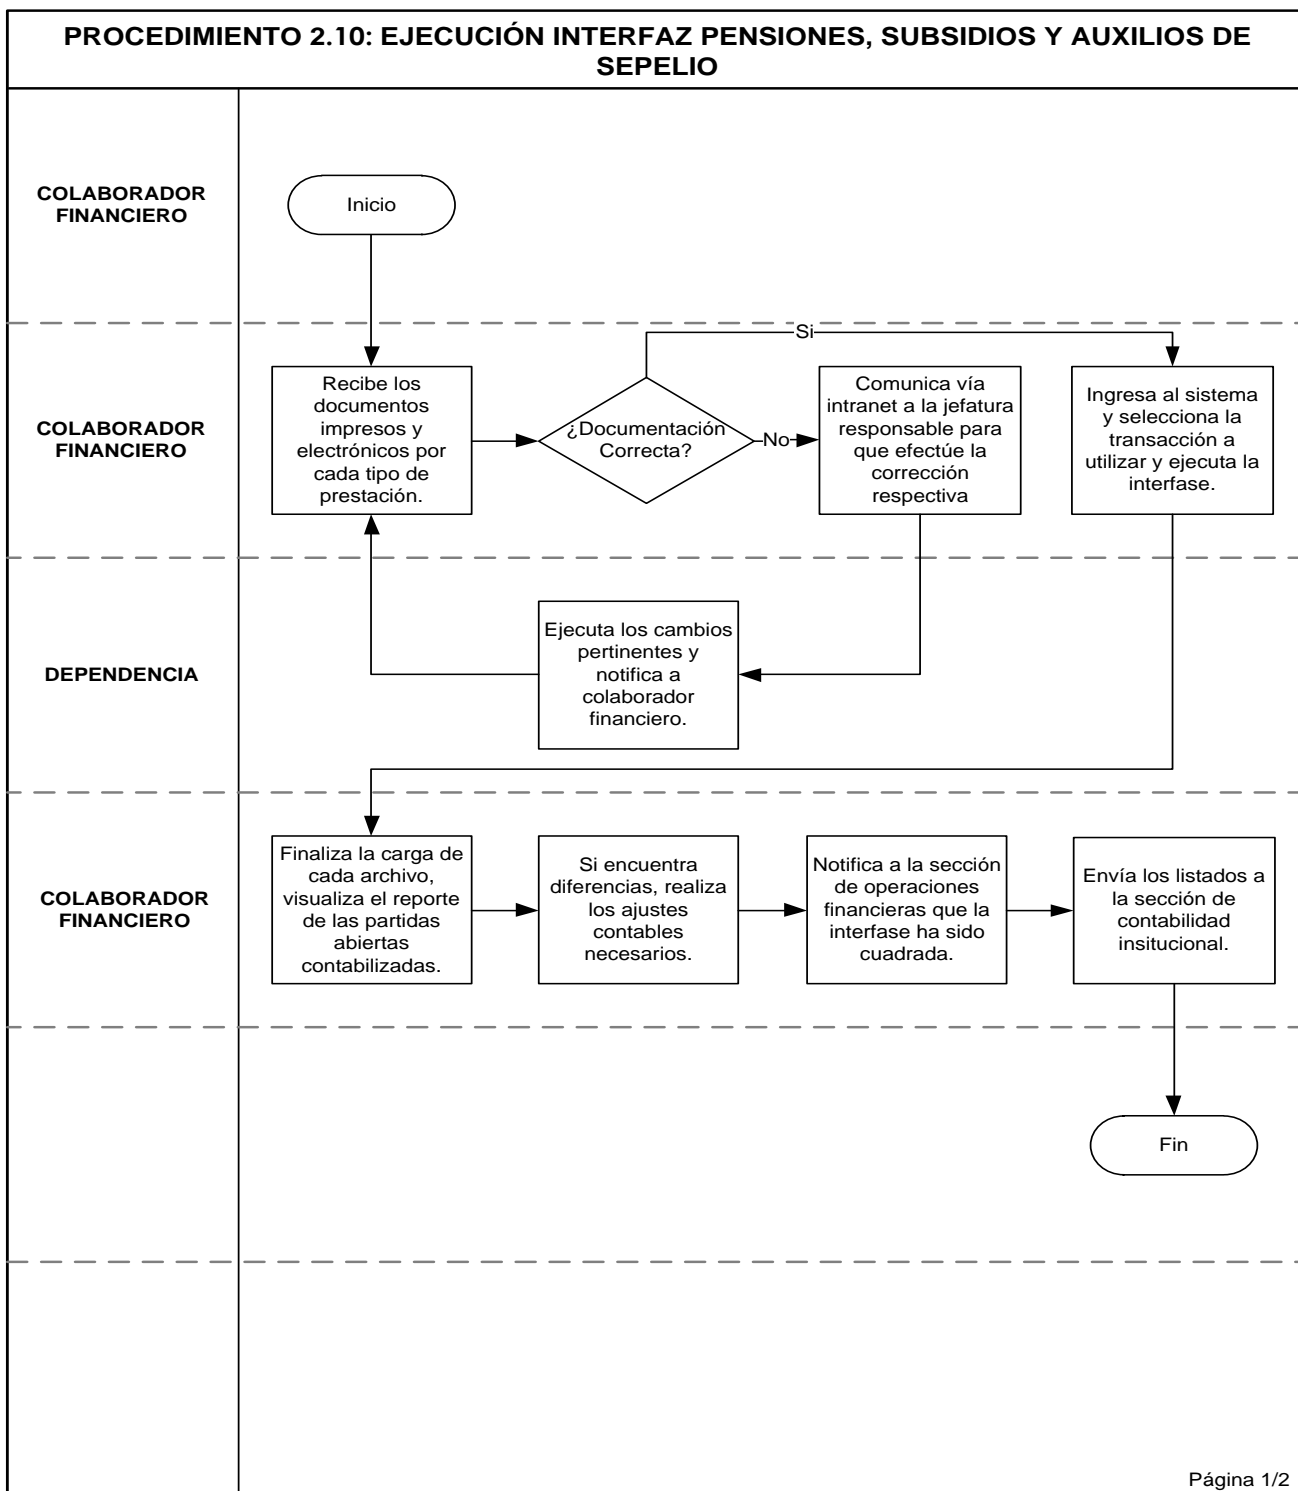 PROCEDIMIENTO 2.10: EJECUCIÓN INTERFAZ PENSIONES, SUBSIDIOS Y AUXILIOS DE
SEPELIO
COLABORADOR
FINANCIERO
Inicio
COLABORADOR
FINANCIERO
Recibe los
documentos
impresos y
electrónicos por
cada tipo de
prestación.
¿Documentación
Correcta?
Si
No
Comunica vía
intranet a la jefatura
responsable para
que efectúe la
corrección
respectiva
Ingresa al sistema
y selecciona la
transacción a
utilizar y ejecuta la
interfase.
DEPENDENCIA
Ejecuta los cambios
pertinentes y
notifica a
colaborador
financiero.
COLABORADOR
FINANCIERO
Finaliza la carga de
cada archivo,
visualiza el reporte
de las partidas
abiertas
contabilizadas.
Si encuentra
diferencias, realiza
los ajustes
contables
necesarios.
Notifica a la sección
de operaciones
financieras que la
interfase ha sido
cuadrada.
Envía los listados a
la sección de
contabilidad
insitucional.
Fin
Página 1/2